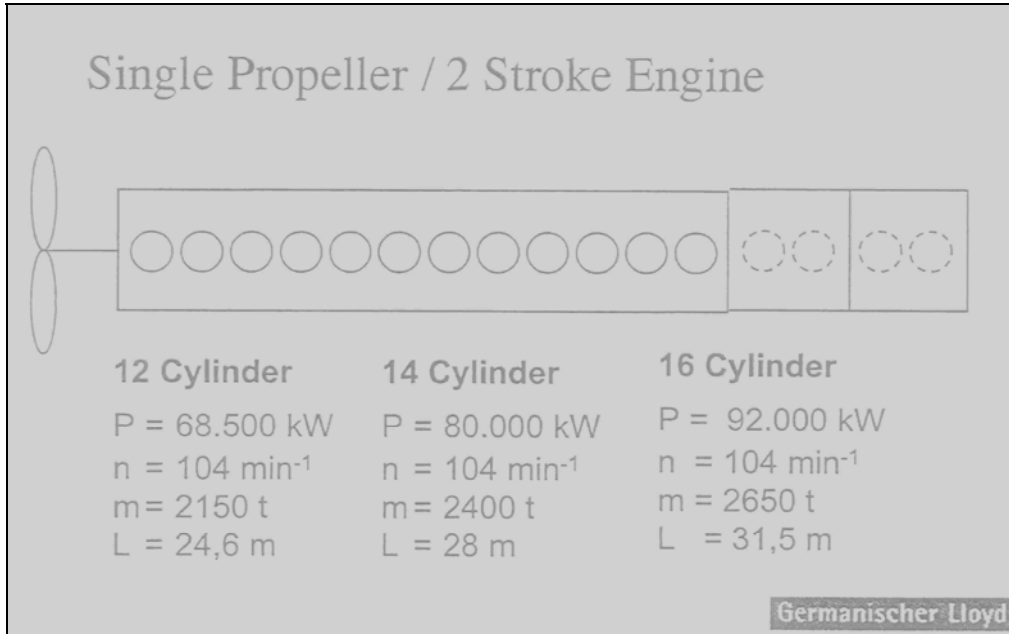 Single Propeller / 2 Stroke Engine
12 Cylinder
P = 68.500 kW
n = 104 min⁻¹
m = 2150 t
L = 24,6 m
14 Cylinder
P = 80.000 kW
n = 104 min⁻¹
m = 2400 t
L = 28 m
16 Cylinder
P = 92.000 kW
n = 104 min⁻¹
m = 2650 t
L = 31,5 m
Germanischer Lloyd